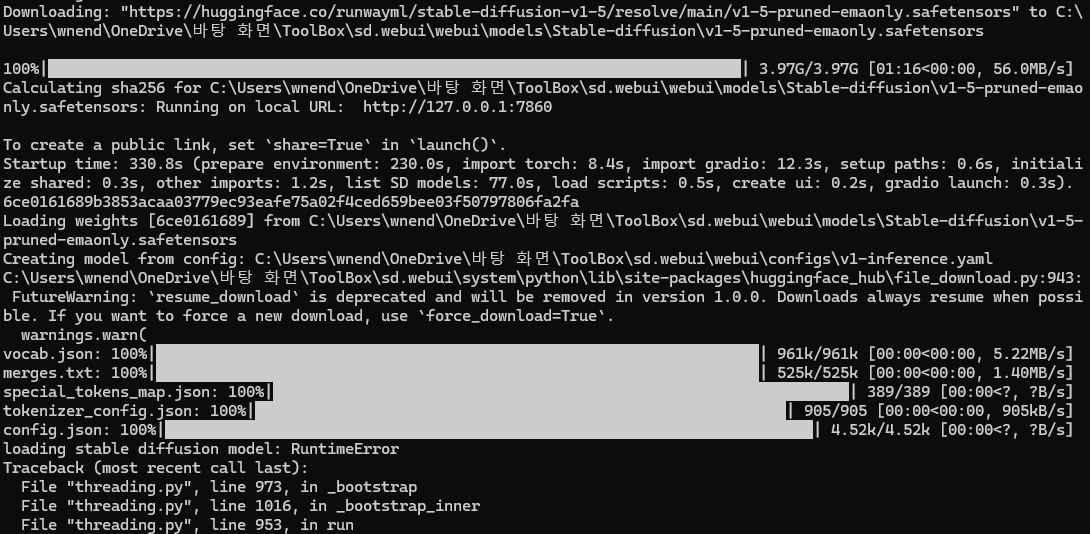 Downloading: "https://huggingface.co/runwayml/stable-diffusion-v1-5/resolve/main/v1-5-pruned-emaonly.safetensors" to C:\
Users\wnend\OneDrive\바탕 화면\ToolBox\sd.webui\webui\models\Stable-diffusion\v1-5-pruned-emaonly.safetensors
100%| | 3.97G/3.97G [01:16<00:00, 56.0MB/s]
Calculating sha256 for C:\Users\wnend\OneDrive\바탕 화면\ToolBox\sd.webui\webui\models\Stable-diffusion\v1-5-pruned-emao
nly.safetensors: Running on local URL:  http://127.0.0.1:7860
To create a public link, set `share=True` in `launch()`.
Startup time: 330.8s (prepare environment: 230.0s, import torch: 8.4s, import gradio: 12.3s, setup paths: 0.6s, initiali
ze shared: 0.3s, other imports: 1.2s, list SD models: 77.0s, load scripts: 0.5s, create ui: 0.2s, gradio launch: 0.3s).
6ce0161689b3853acaa03779ec93eafe75a02f4ced659bee03f50797806fa2fa
Loading weights [6ce0161689] from C:\Users\wnend\OneDrive\바탕 화면\ToolBox\sd.webui\webui\models\Stable-diffusion\v1-5-
pruned-emaonly.safetensors
Creating model from config: C:\Users\wnend\OneDrive\바탕 화면\ToolBox\sd.webui\webui\configs\v1-inference.yaml
C:\Users\wnend\OneDrive\바탕 화면\ToolBox\sd.webui\system\python\lib\site-packages\huggingface_hub\file_download.py:943:
 FutureWarning: `resume_download` is deprecated and will be removed in version 1.0.0. Downloads always resume when possi
ble. If you want to force a new download, use `force_download=True`.
  warnings.warn(
vocab.json: 100%| | 961k/961k [00:00<00:00, 5.22MB/s]
merges.txt: 100%| | 525k/525k [00:00<00:00, 1.40MB/s]
special_tokens_map.json: 100%| | 389/389 [00:00<?, ?B/s]
tokenizer_config.json: 100%| | 905/905 [00:00<00:00, 905kB/s]
config.json: 100%| | 4.52k/4.52k [00:00<?, ?B/s]
loading stable diffusion model: RuntimeError
Traceback (most recent call last):
  File "threading.py", line 973, in _bootstrap
  File "threading.py", line 1016, in _bootstrap_inner
  File "threading.py", line 953, in run